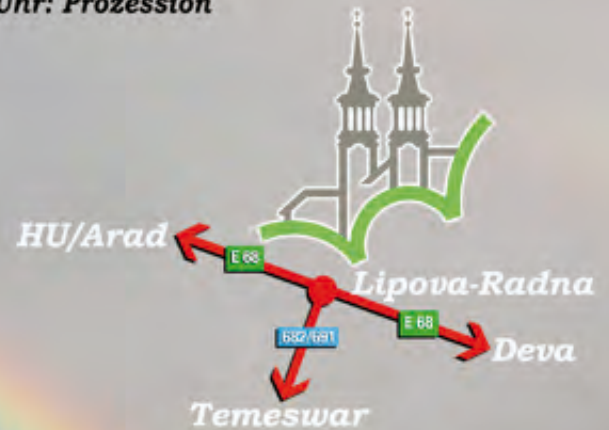 Uhr: Prozession
HU/Arad
E 68
Lipova-Radna
682/691
E 68
Deva
Temeswar